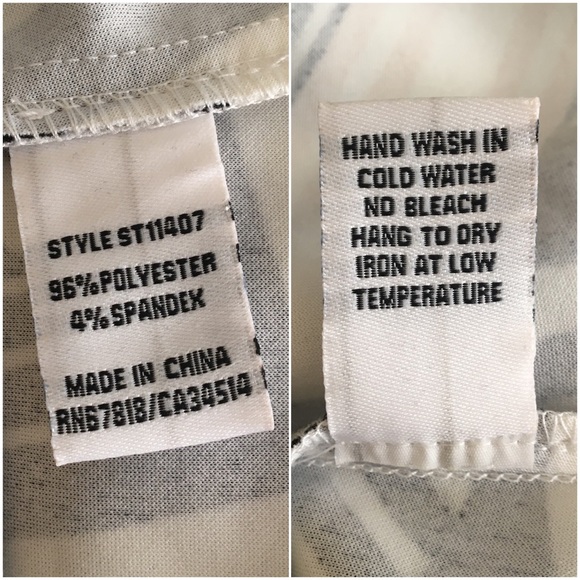 STYLE ST11407
96% POLYESTER
4% SPANDEX
MADE IN CHINA
RN67818/CA34514
HAND WASH IN
COLD WATER
NO BLEACH
HANG TO DRY
IRON AT LOW
TEMPERATURE